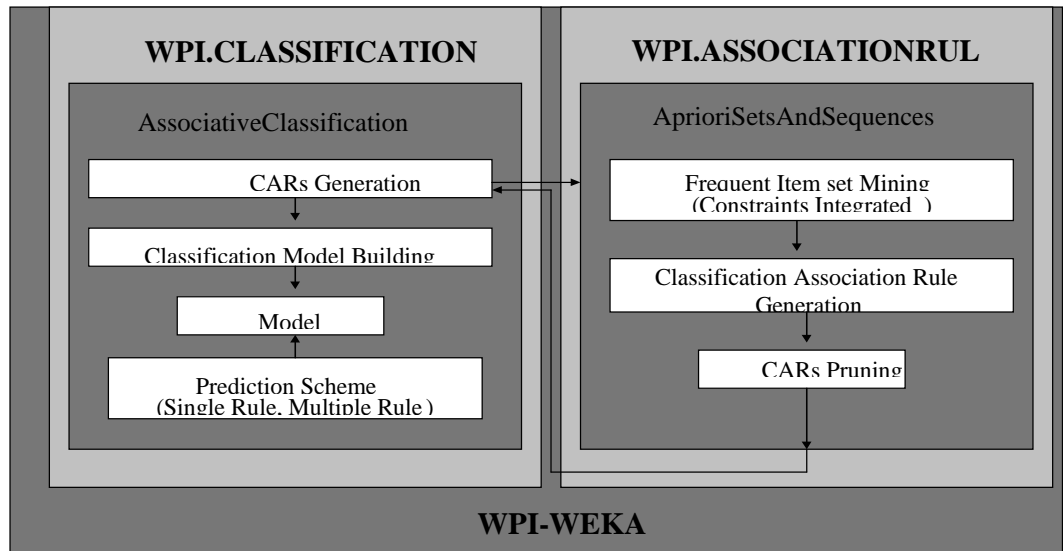 WPI.CLASSIFICATION
AssociativeClassification
CARs Generation
Classification Model Building
Model
Prediction Scheme
(Single Rule, Multiple Rule)
WPI.ASSOCIATIONRUL
AprioriSetsAndSequences
Frequent Item set Mining
(Constraints Integrated )
Classification Association Rule
Generation
CARs Pruning
WPI-WEKA